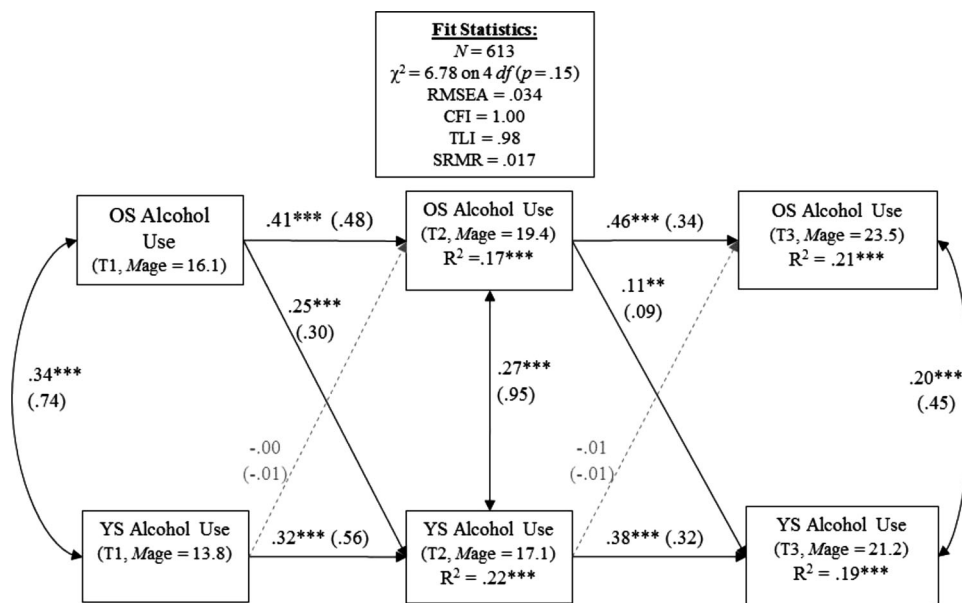 Fit Statistics:
N = 613
χ² = 6.78 on 4 df (p = .15)
RMSEA = .034
CFI = 1.00
TLI = .98
SRMR = .017
OS Alcohol
Use
(T1, Mage = 16.1)
.41*** (.48)
OS Alcohol Use
(T2, Mage = 19.4)
R² = .17***
.46*** (.34)
OS Alcohol Use
(T3, Mage = 23.5)
R² = .21***
.25***
(.30)
.11**
(.09)
.34***
(.74)
.27***
(.95)
.20***
(.45)
-.00
(-.01)
-.01
(-.01)
YS Alcohol Use
(T1, Mage = 13.8)
.32*** (.56)
YS Alcohol Use
(T2, Mage = 17.1)
R² = .22***
.38*** (.32)
YS Alcohol Use
(T3, Mage = 21.2)
R² = .19***